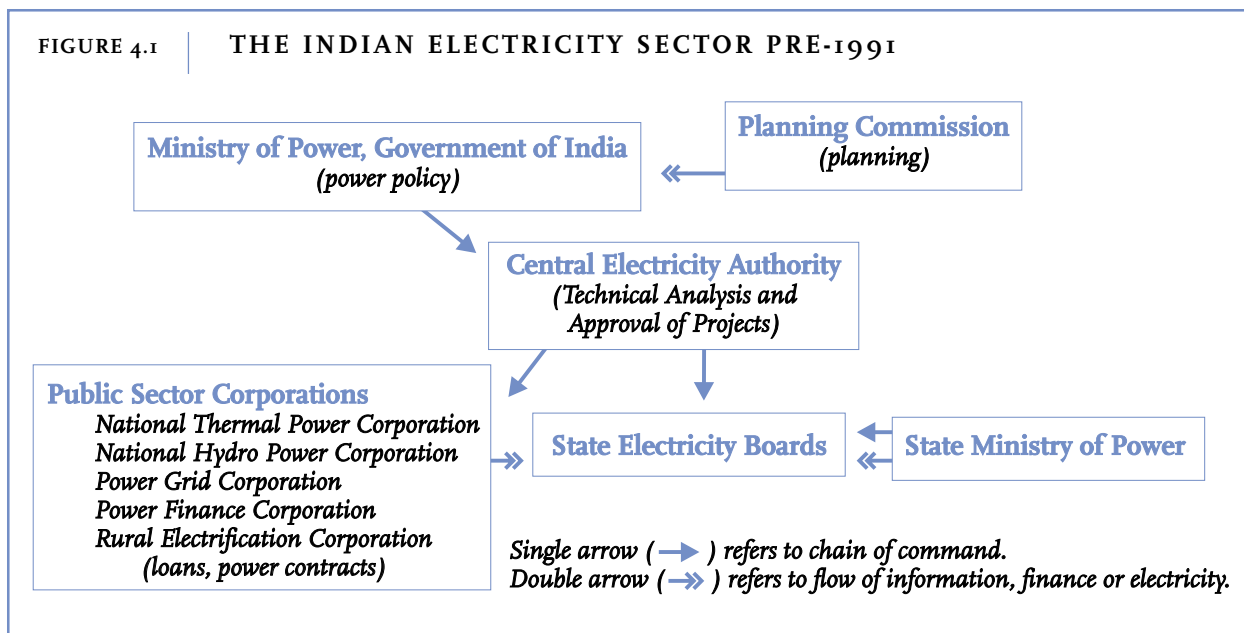 FIGURE 4.1
THE INDIAN ELECTRICITY SECTOR PRE-1991
Planning Commission
(planning)
Ministry of Power, Government of India
(power policy)
Central Electricity Authority
(Technical Analysis and
Approval of Projects)
Public Sector Corporations
National Thermal Power Corporation
National Hydro Power Corporation
Power Grid Corporation
Power Finance Corporation
Rural Electrification Corporation
(loans, power contracts)
State Electricity Boards
State Ministry of Power
Single arrow (→) refers to chain of command.
Double arrow (↠) refers to flow of information, finance or electricity.